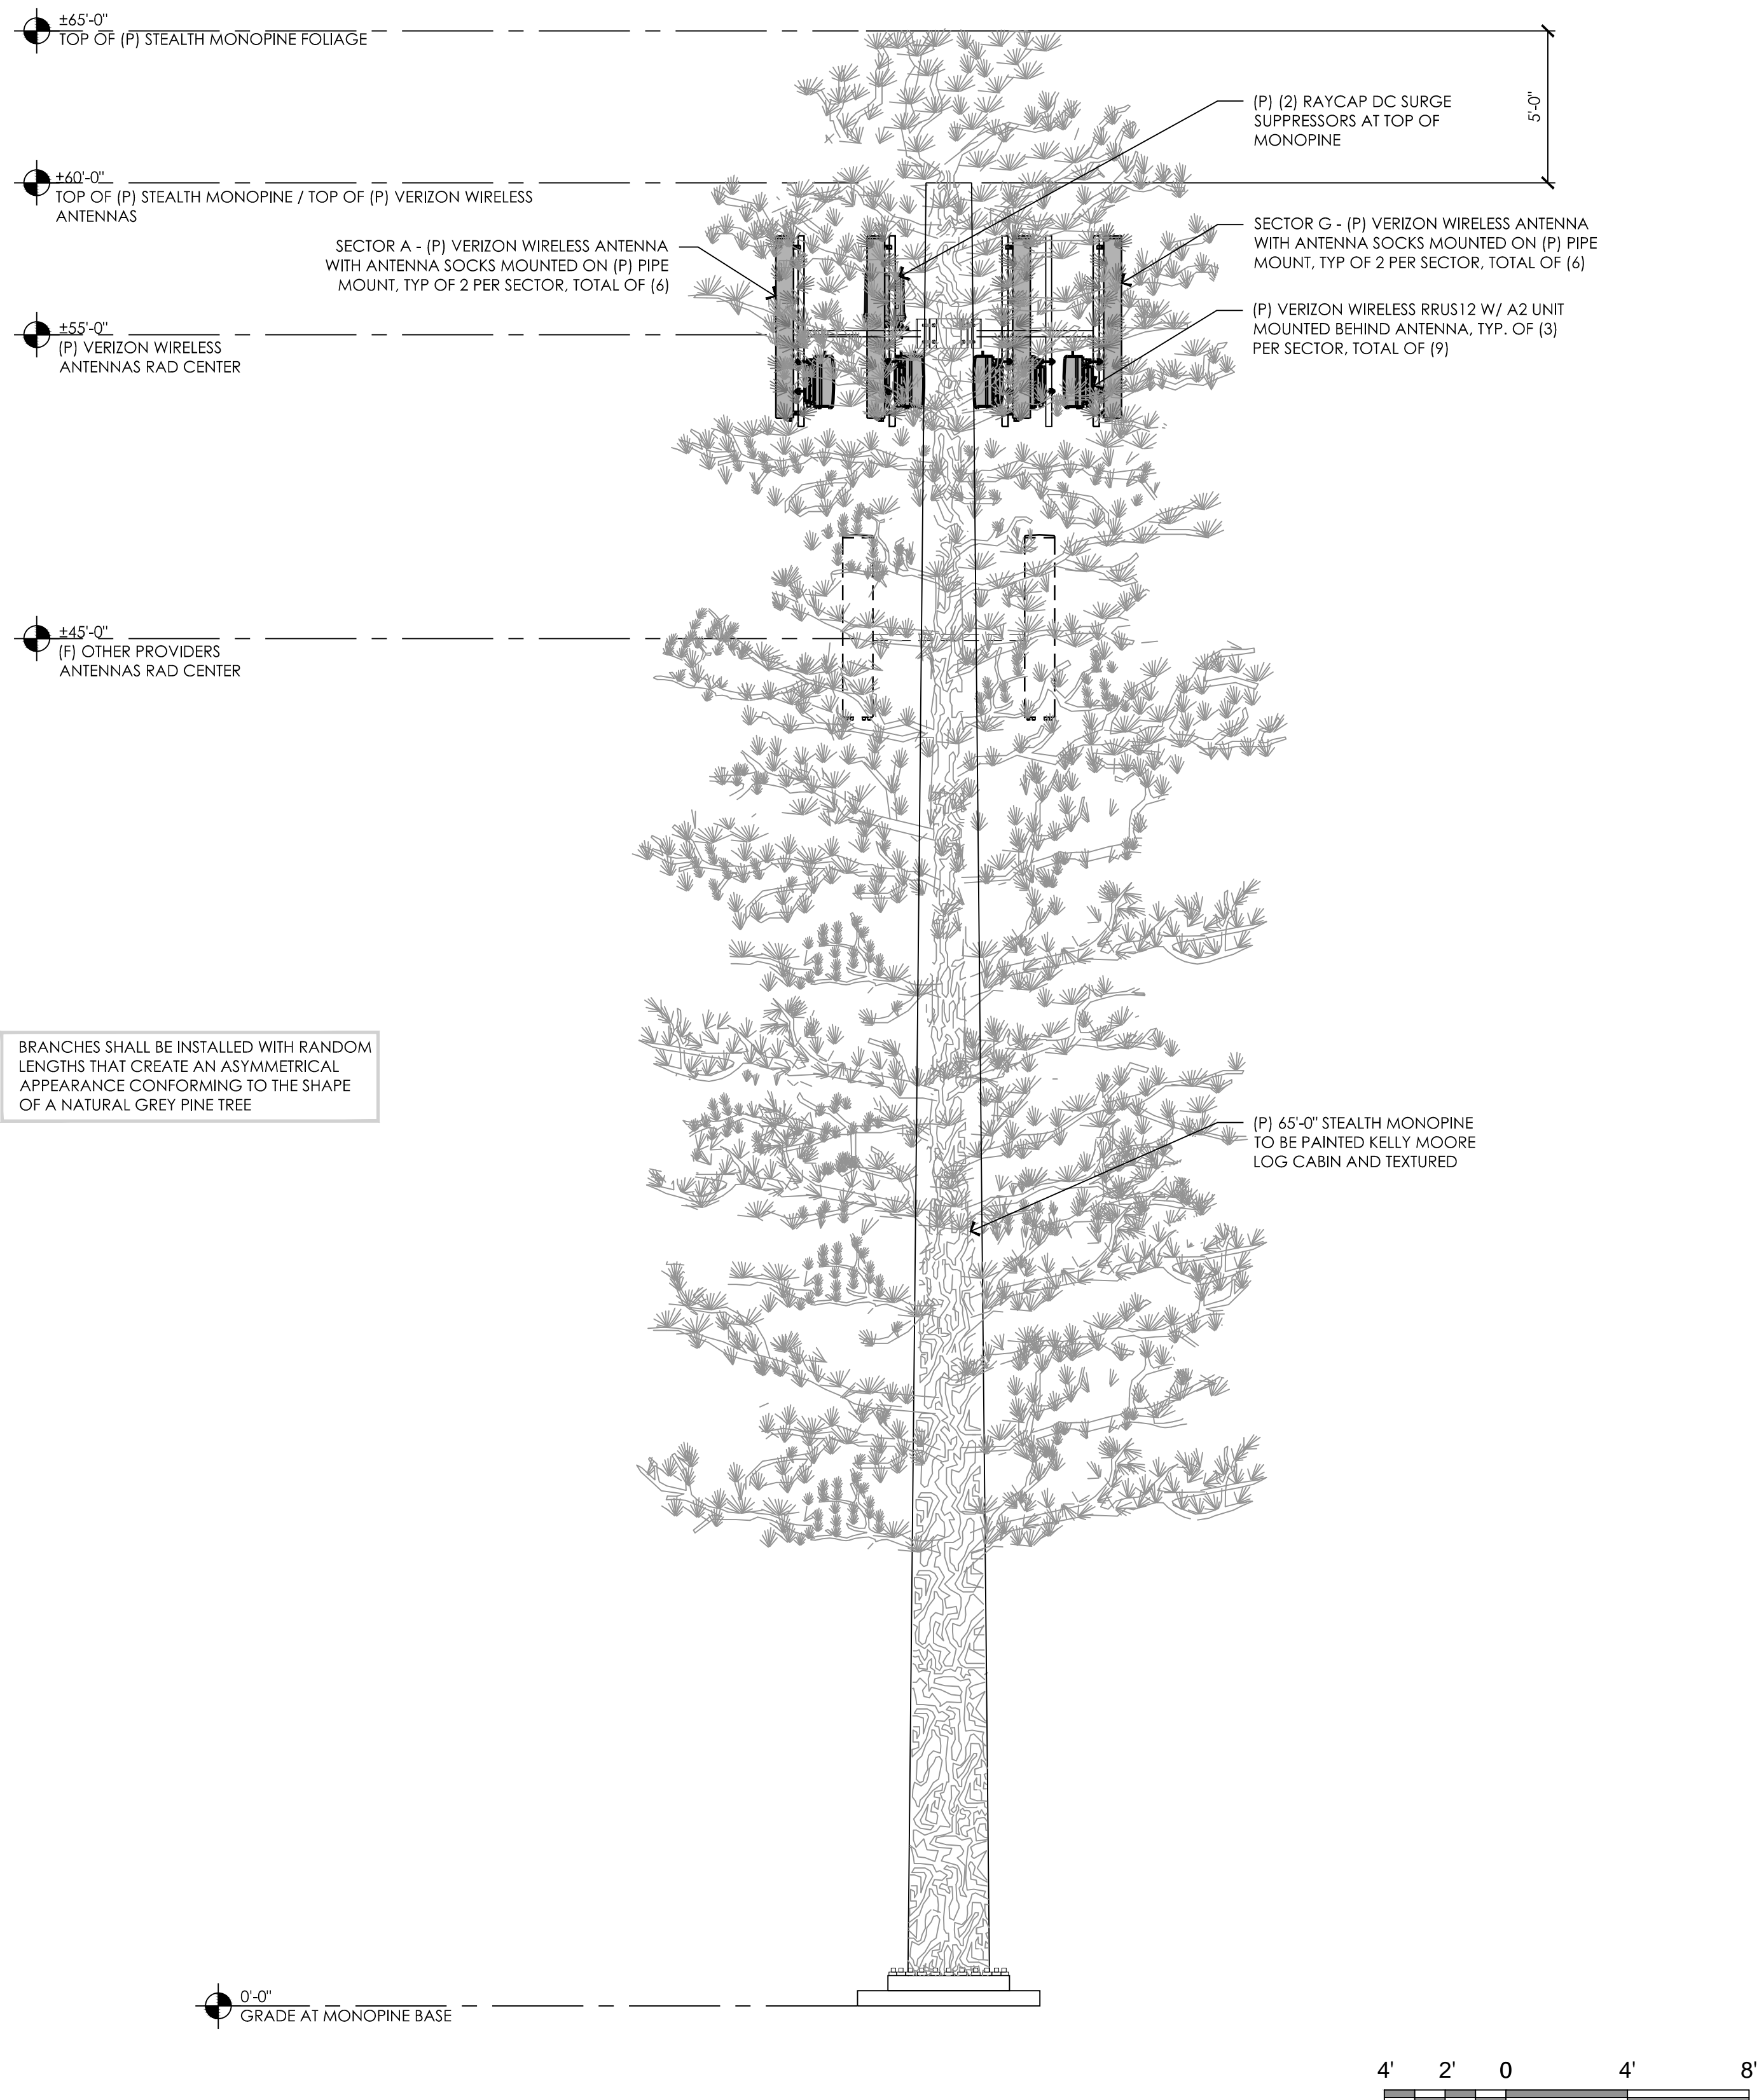 ±65'-0"
TOP OF (P) STEALTH MONOPINE FOLIAGE
(P) (2) RAYCAP DC SURGE
SUPPRESSORS AT TOP OF
MONOPINE
5'-0"
±60'-0"
TOP OF (P) STEALTH MONOPINE / TOP OF (P) VERIZON WIRELESS
ANTENNAS
SECTOR A - (P) VERIZON WIRELESS ANTENNA
WITH ANTENNA SOCKS MOUNTED ON (P) PIPE
MOUNT, TYP OF 2 PER SECTOR, TOTAL OF (6)
SECTOR G - (P) VERIZON WIRELESS ANTENNA
WITH ANTENNA SOCKS MOUNTED ON (P) PIPE
MOUNT, TYP OF 2 PER SECTOR, TOTAL OF (6)
(P) VERIZON WIRELESS RRUS12 W/ A2 UNIT
MOUNTED BEHIND ANTENNA, TYP. OF (3)
PER SECTOR, TOTAL OF (9)
±55'-0"
(P) VERIZON WIRELESS
ANTENNAS RAD CENTER
±45'-0"
(F) OTHER PROVIDERS
ANTENNAS RAD CENTER
BRANCHES SHALL BE INSTALLED WITH RANDOM
LENGTHS THAT CREATE AN ASYMMETRICAL
APPEARANCE CONFORMING TO THE SHAPE
OF A NATURAL GREY PINE TREE
(P) 65'-0" STEALTH MONOPINE
TO BE PAINTED KELLY MOORE
LOG CABIN AND TEXTURED
0'-0"
GRADE AT MONOPINE BASE
4' 2' 0 4' 8'